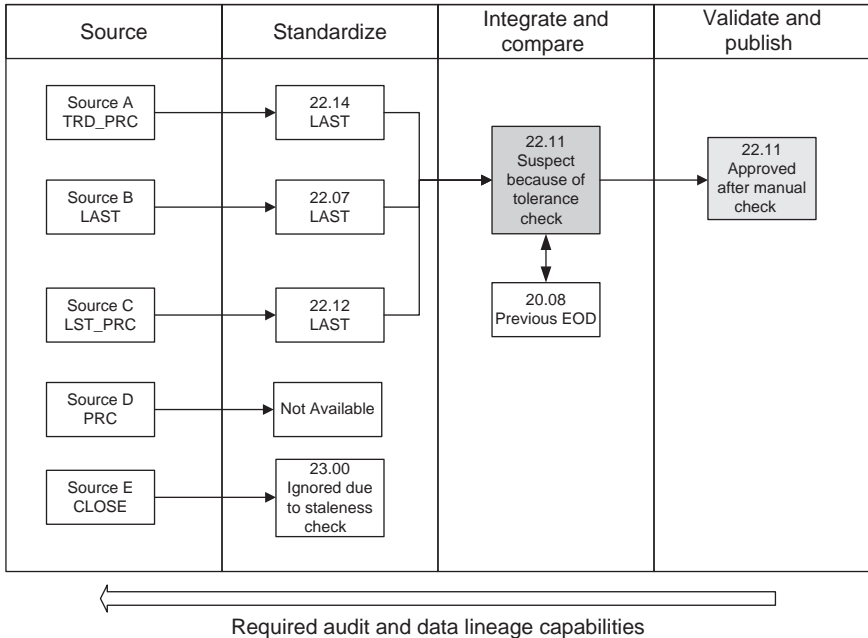 Source
Standardize
Integrate and
compare
Validate and
publish
Source A
TRD_PRC
22.14
LAST
22.11
Suspect
because of
tolerance
check
22.11
Approved
after manual
check
Source B
LAST
22.07
LAST
Source C
LST_PRC
22.12
LAST
20.08
Previous EOD
Source D
PRC
Not Available
Source E
CLOSE
23.00
Ignored due
to staleness
check
Required audit and data lineage capabilities